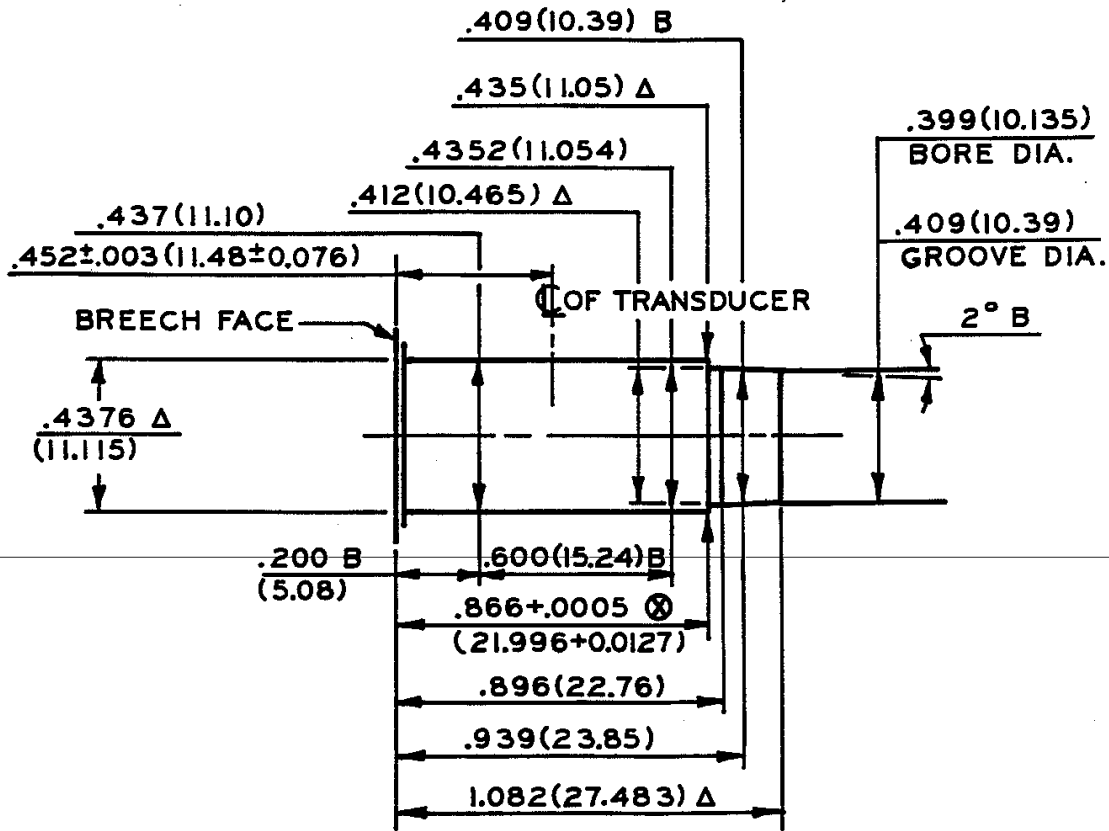 .409(10.39) B
.435(11.05) Δ
.399(10.135)
BORE DIA.
.4352(11.054)
.412(10.465) Δ
.437(11.10)
.409(10.39)
GROOVE DIA.
.452±.003(11.48±0.076)
℄ OF TRANSDUCER
BREECH FACE
2° B
.4376 Δ
(11.115)
.200 B
(5.08)
.600(15.24)B
.866+.0005 ⊗
(21.996+0.0127)
.896(22.76)
.939(23.85)
1.082(27.483) Δ